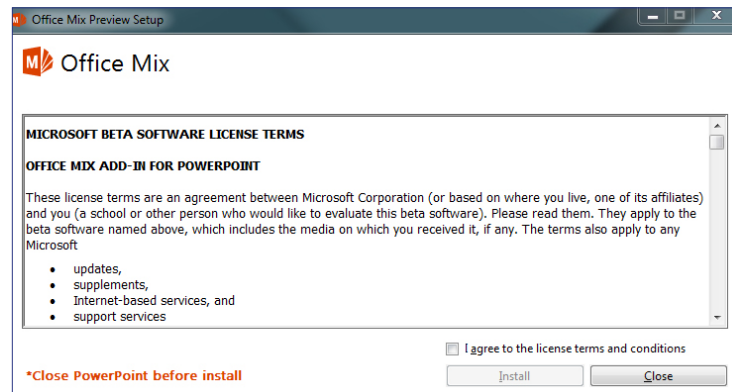 Office Mix Preview Setup
Office Mix
MICROSOFT BETA SOFTWARE LICENSE TERMS
OFFICE MIX ADD-IN FOR POWERPOINT
These license terms are an agreement between Microsoft Corporation (or based on where you live, one of its affiliates)
and you (a school or other person who would like to evaluate this beta software). Please read them. They apply to the
beta software named above, which includes the media on which you received it, if any. The terms also apply to any
Microsoft
• updates,
• supplements,
• Internet-based services, and
• support services
I agree to the license terms and conditions
*Close PowerPoint before install
Install
Close